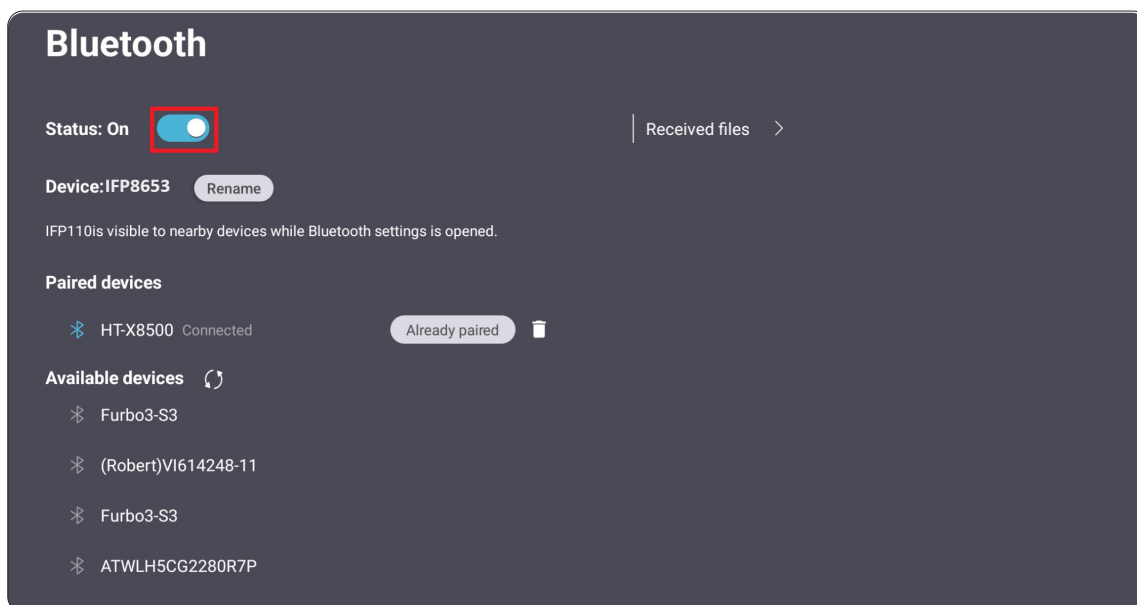 Bluetooth
Status: On
Received files
Device:IFP8653 Rename
IFP110is visible to nearby devices while Bluetooth settings is opened.
Paired devices
HT-X8500 Connected Already paired
Available devices
Furbo3-S3
(Robert)VI614248-11
Furbo3-S3
ATWLH5CG2280R7P